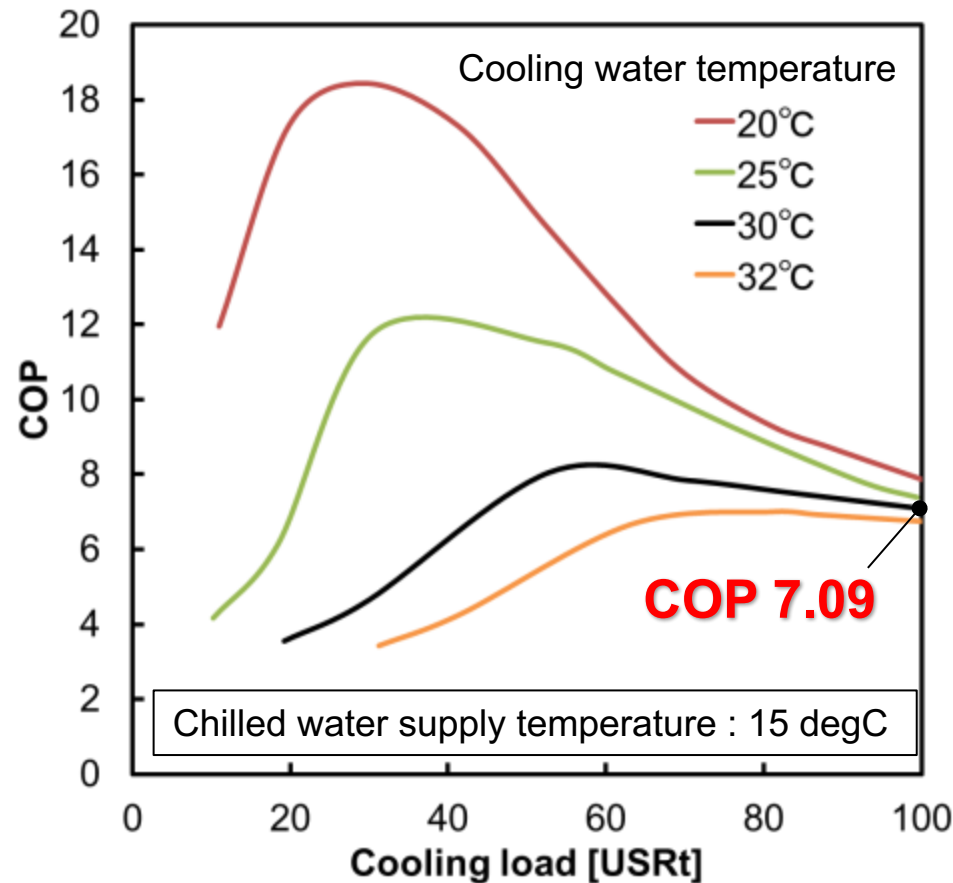 20
18
16
14
12
10
8
6
4
2
0
COP
Cooling water temperature
20℃
25℃
30℃
32℃
COP 7.09
Chilled water supply temperature : 15 degC
0 20 40 60 80 100
Cooling load [USRt]